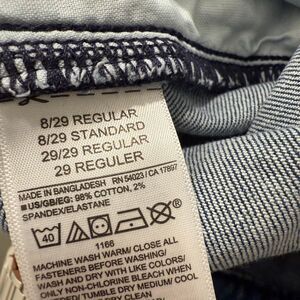 8/29 REGULAR
8/29 STANDARD
29/29 REGULAR
29 REGULER
MADE IN BANGLADESH RN 54023 / CA 17897
■US/GB/EG: 98% COTTON, 2%
SPANDEX/ELASTANE
40
1166
MACHINE WASH WARM/ CLOSE ALL
FASTENERS BEFORE WASHING/
WASH AND DRY WITH LIKE COLORS/
ONLY NON-CHLORINE BLEACH WHEN
NEEDED/ TUMBLE DRY MEDIUM/ COOL